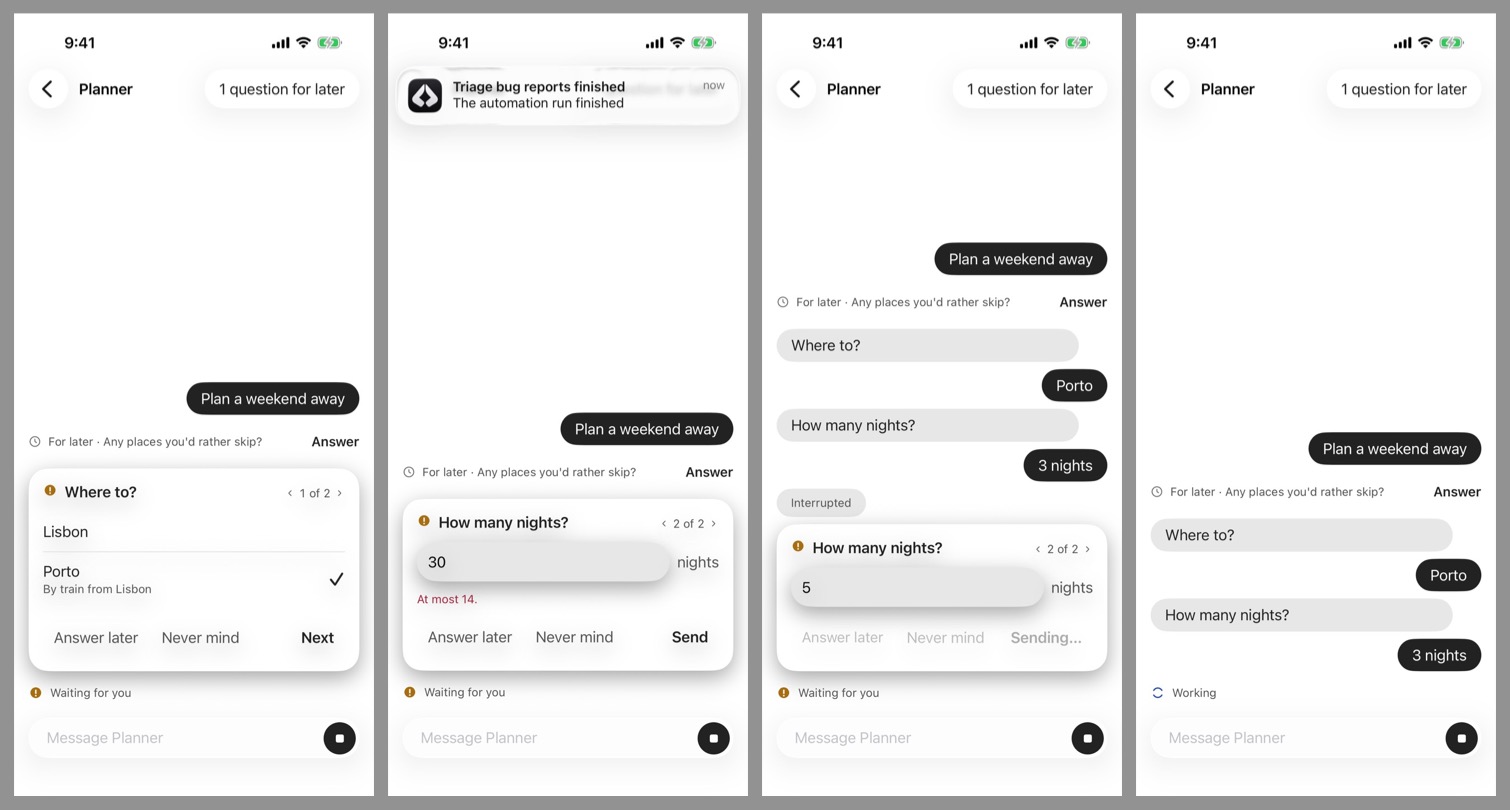 9:41
Planner
1 question for later
Plan a weekend away
For later · Any places you'd rather skip?
Answer
Where to?
‹ 1 of 2 ›
Lisbon
Porto
By train from Lisbon
Answer later
Never mind
Next
Waiting for you
Message Planner
9:41
Triage bug reports finished
now
The automation run finished
Plan a weekend away
For later · Any places you'd rather skip?
Answer
How many nights?
‹ 2 of 2 ›
30
nights
At most 14.
Answer later
Never mind
Send
Waiting for you
Message Planner
9:41
Planner
1 question for later
Plan a weekend away
For later · Any places you'd rather skip?
Answer
Where to?
Porto
How many nights?
3 nights
Interrupted
How many nights?
‹ 2 of 2 ›
5
nights
Answer later
Never mind
Sending...
Waiting for you
Message Planner
9:41
Planner
1 question for later
Plan a weekend away
For later · Any places you'd rather skip?
Answer
Where to?
Porto
How many nights?
3 nights
Working
Message Planner